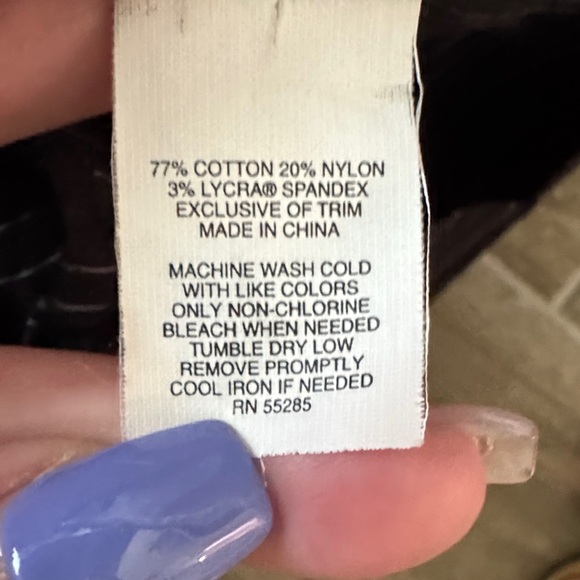 77% COTTON 20% NYLON
3% LYCRA® SPANDEX
EXCLUSIVE OF TRIM
MADE IN CHINA
MACHINE WASH COLD
WITH LIKE COLORS
ONLY NON-CHLORINE
BLEACH WHEN NEEDED
TUMBLE DRY LOW
REMOVE PROMPTLY
COOL IRON IF NEEDED
RN 55285